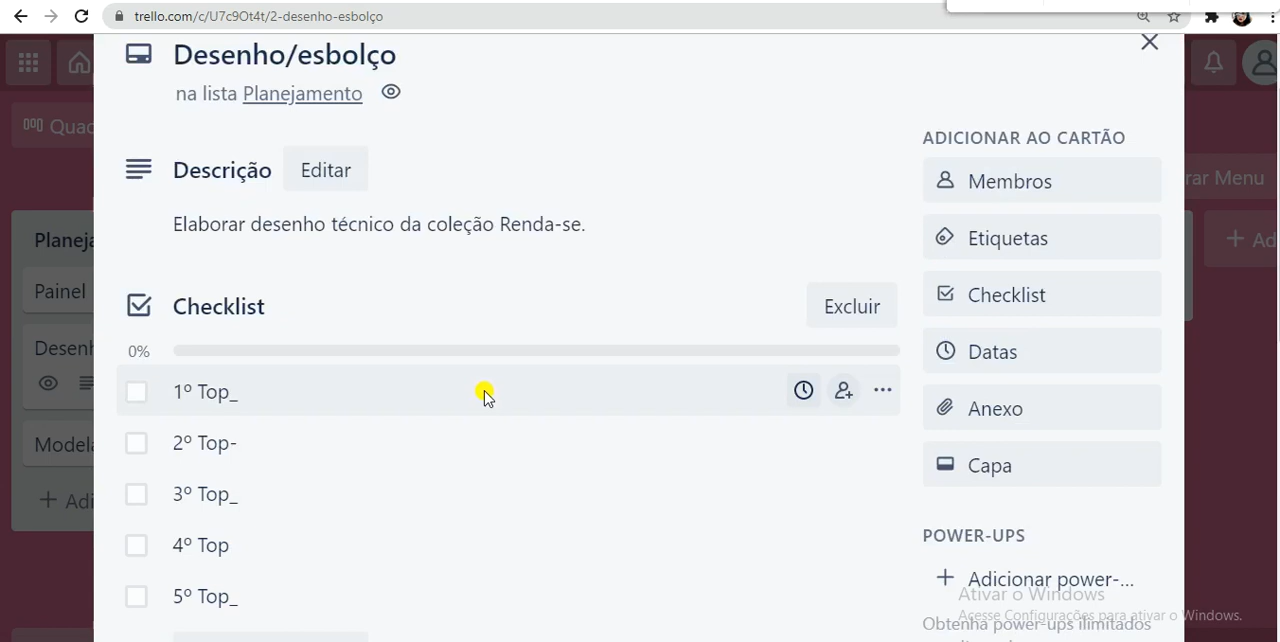 trello.com/c/U7c9Ot4t/2-desenho-esbolço
Desenho/esbolço
na lista Planejamento
Quad
Descrição
Editar
Elaborar desenho técnico da coleção Renda-se.
Checklist
Excluir
0%
1º Top_
2º Top-
3º Top_
4º Top
5º Top_
ADICIONAR AO CARTÃO
Membros
Etiquetas
Checklist
Datas
Anexo
Capa
POWER-UPS
+ Adicionar power-...
Obtenha power-ups ilimitados
Ativar o Windows
Acesse Configurações para ativar o Windows.
Planeja
Painel
Desenh
Modela
+ Adi
rar Menu
+ Ad